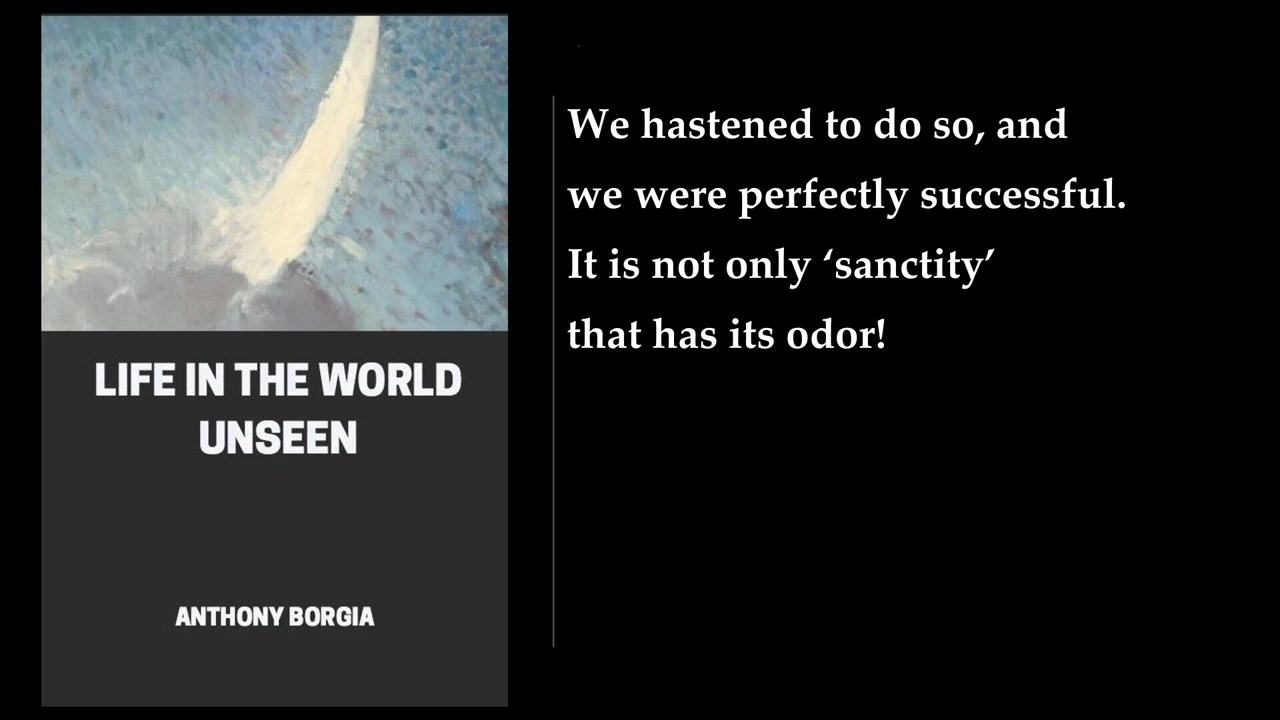 LIFE IN THE WORLD
UNSEEN
ANTHONY BORGIA
We hastened to do so, and
we were perfectly successful.
It is not only ‘sanctity’
that has its odor!